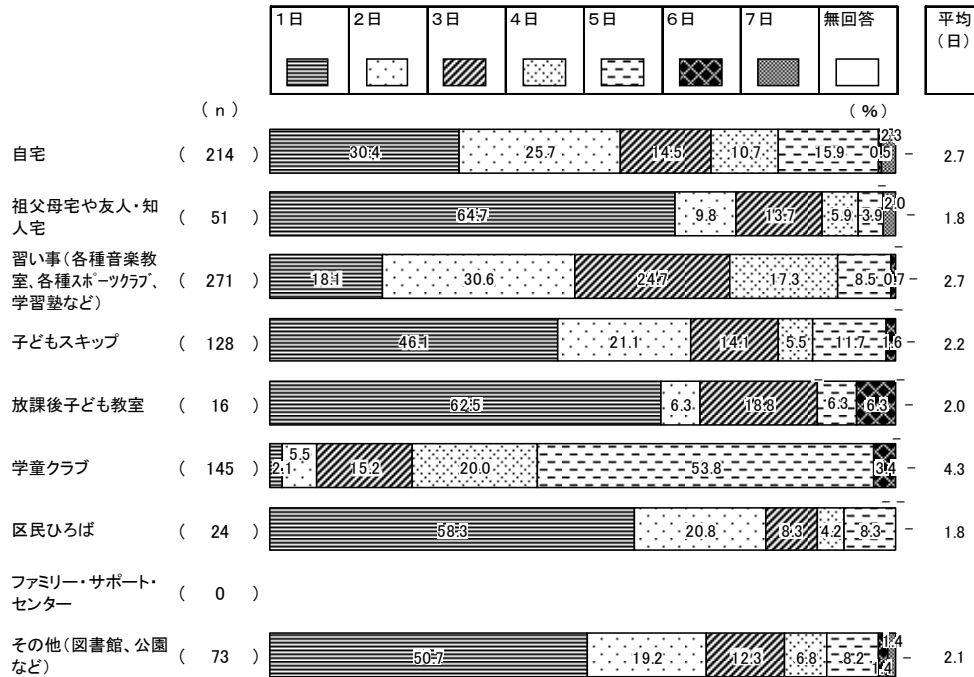 1日 2日 3日 4日 5日 6日 7日 無回答 平均
(日)
(n) (%)
自宅 ( 214 ) 30.4 25.7 14.5 10.7 15.9 0.5 2.3 - 2.7
祖父母宅や友人・知
人宅 ( 51 ) 64.7 9.8 13.7 5.9 3.9 - 2.0 - 1.8
習い事(各種音楽教
室、各種スポーツクラブ、
学習塾など) ( 271 ) 18.1 30.6 24.7 17.3 8.5 0.7 - - 2.7
子どもスキップ ( 128 ) 46.1 21.1 14.1 5.5 11.7 1.6 - - 2.2
放課後子ども教室 ( 16 ) 62.5 6.3 18.8 - 6.3 6.3 - - 2.0
学童クラブ ( 145 ) 2.1 5.5 15.2 20.0 53.8 3.4 - - 4.3
区民ひろば ( 24 ) 58.3 20.8 8.3 4.2 8.3 - - - 1.8
ファミリー・サポート・
センター ( 0 )
その他(図書館、公園
など) ( 73 ) 50.7 19.2 12.3 6.8 8.2 1.4 1.4 - 2.1